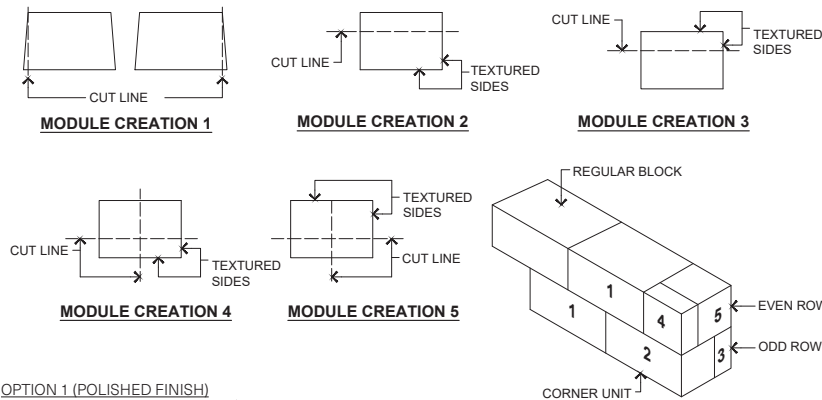 CUT LINE
MODULE CREATION 1
CUT LINE
TEXTURED
SIDES
MODULE CREATION 2
CUT LINE
TEXTURED
SIDES
MODULE CREATION 3
CUT LINE
TEXTURED
SIDES
MODULE CREATION 4
TEXTURED
SIDES
CUT LINE
MODULE CREATION 5
REGULAR BLOCK
1
4
5
1
2
3
EVEN ROW
ODD ROW
CORNER UNIT
OPTION 1 (POLISHED FINISH)